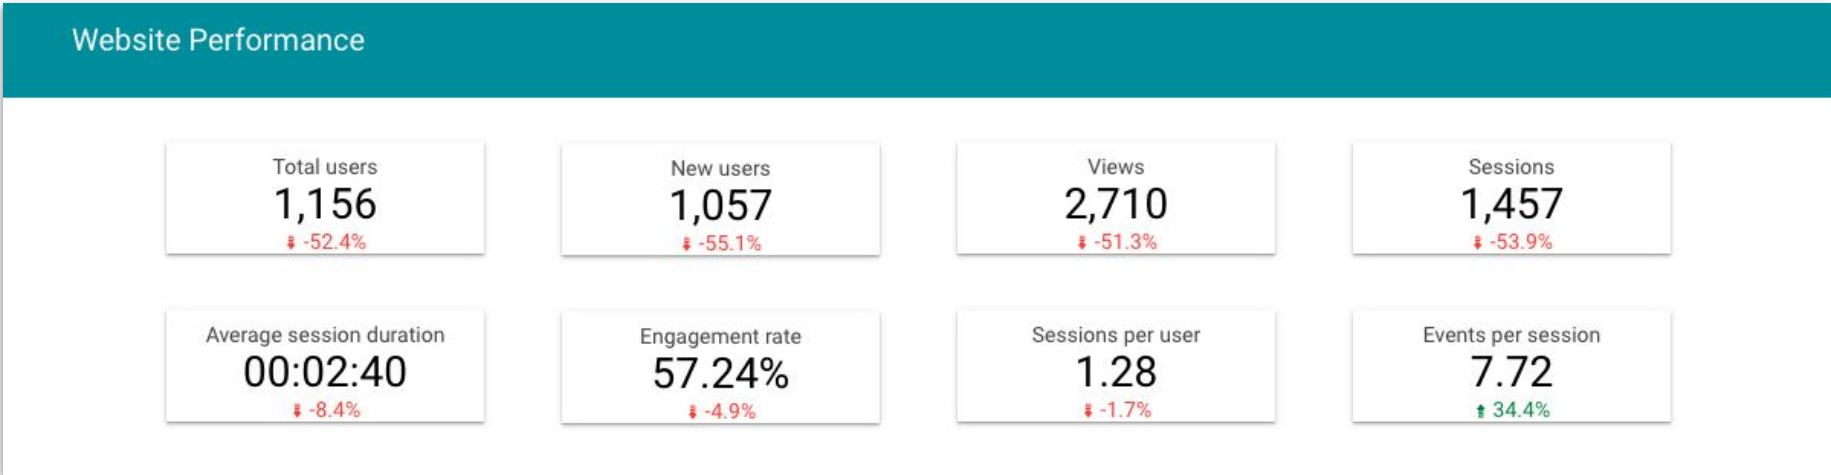 Website Performance
Total users
1,156
-52.4%
New users
1,057
-55.1%
Views
2,710
-51.3%
Sessions
1,457
-53.9%
Average session duration
00:02:40
-8.4%
Engagement rate
57.24%
-4.9%
Sessions per user
1.28
-1.7%
Events per session
7.72
34.4%